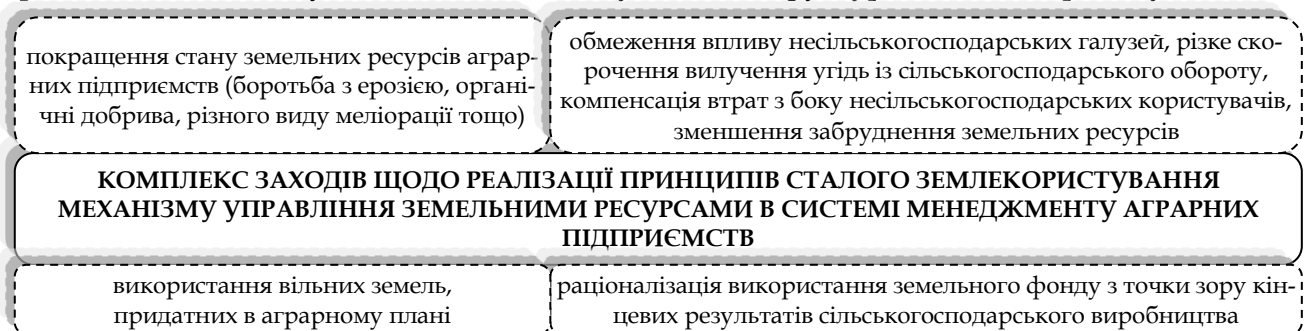 покращення стану земельних ресурсів аграр-
них підприємств (боротьба з ерозією, органі-
чні добрива, різного виду меліорації тощо)
обмеження впливу несільськогосподарських галузей, різке ско-
рочення вилучення угідь із сільськогосподарського обороту,
компенсація втрат з боку несільськогосподарських користувачів,
зменшення забруднення земельних ресурсів
КОМПЛЕКС ЗАХОДІВ ЩОДО РЕАЛІЗАЦІЇ ПРИНЦИПІВ СТАЛОГО ЗЕМЛЕКОРИСТУВАННЯ
МЕХАНІЗМУ УПРАВЛІННЯ ЗЕМЕЛЬНИМИ РЕСУРСАМИ В СИСТЕМІ МЕНЕДЖМЕНТУ АГРАРНИХ
ПІДПРИЄМСТВ
використання вільних земель,
придатних в аграрному плані
раціоналізація використання земельного фонду з точки зору кін-
цевих результатів сільськогосподарського виробництва